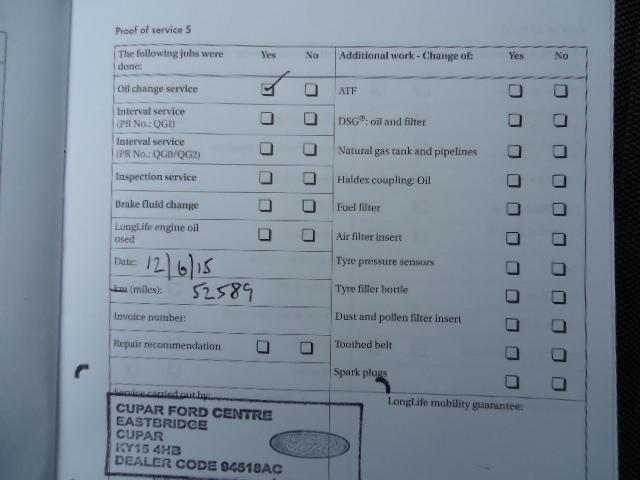 Proof of service 5
The following jobs were done: Yes No Additional work - Change of: Yes No
Oil change service ATF
Interval service (PR No.: QG1) DSG®: oil and filter
Interval service (PR No.: QG0/QG2) Natural gas tank and pipelines
Inspection service Haldex coupling: Oil
Brake fluid change Fuel filter
LongLife engine oil used Air filter insert
Date: 12/6/15 Tyre pressure sensors
km (miles): 52589 Tyre filler bottle
Invoice number: Dust and pollen filter insert
Repair recommendation Toothed belt
Spark plugs
Service carried out by: LongLife mobility guarantee:
CUPAR FORD CENTRE
EASTBRIDGE
CUPAR
KY15 4HB
DEALER CODE 94518AC
Ford